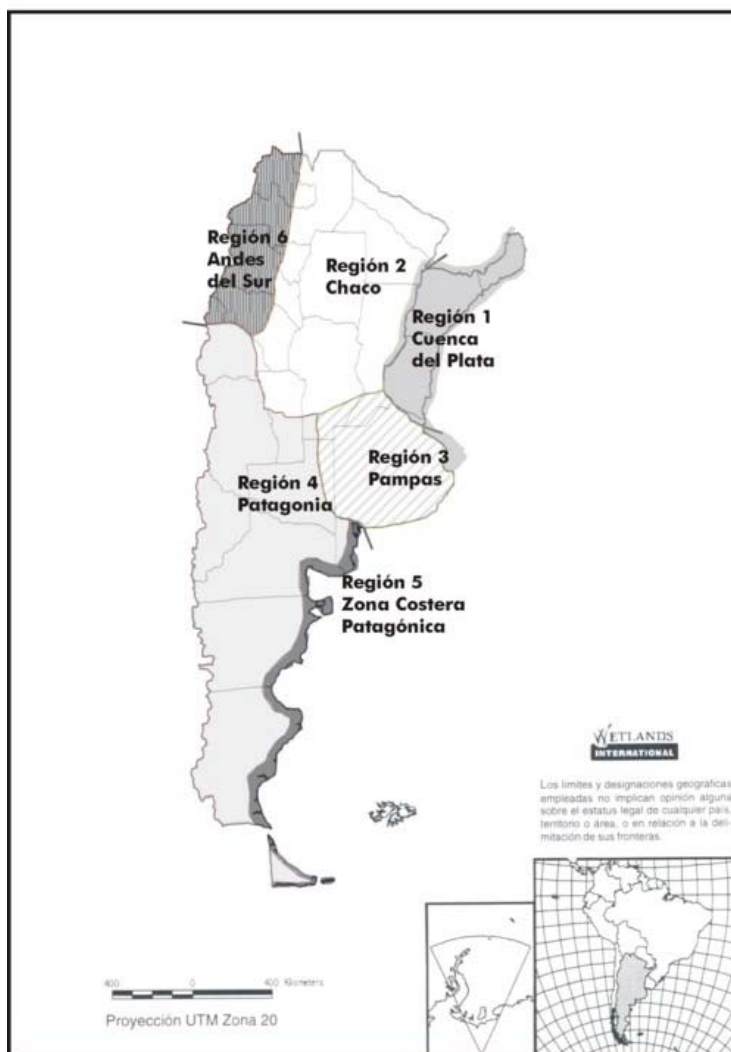 Región 6
Andes
del Sur
Región 2
Chaco
Región 1
Cuenca
del Plata
Región 3
Pampas
Región 4
Patagonia
Región 5
Zona Costera
Patagónica
WETLANDS
INTERNATIONAL
Los límites y designaciones geográficas
empleadas no implican opinión alguna
sobre el estatus legal de cualquier país,
territorio o área, o en relación a la deli-
mitación de sus fronteras.
400 0 400 Kilometers
Proyección UTM Zona 20